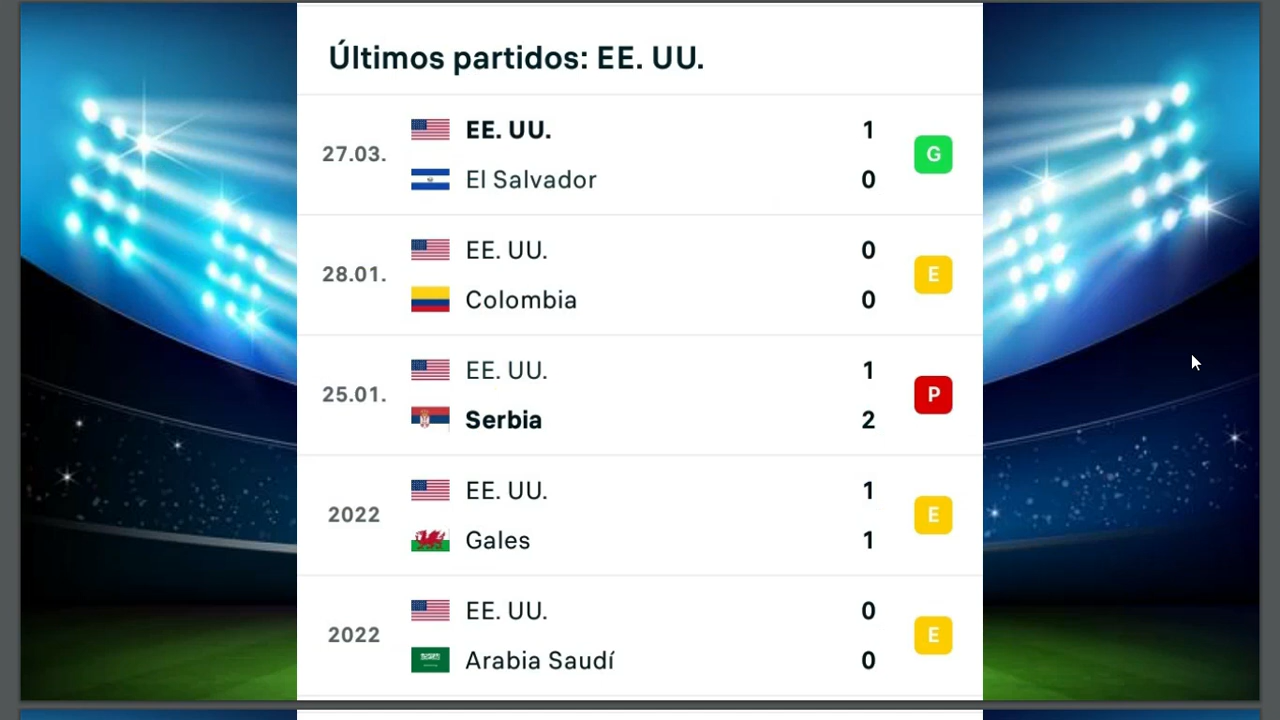 Últimos partidos: EE. UU.
27.03.
EE. UU. 1
El Salvador 0
G
28.01.
EE. UU. 0
Colombia 0
E
25.01.
EE. UU. 1
Serbia 2
P
2022
EE. UU. 1
Gales 1
E
2022
EE. UU. 0
Arabia Saudí 0
E